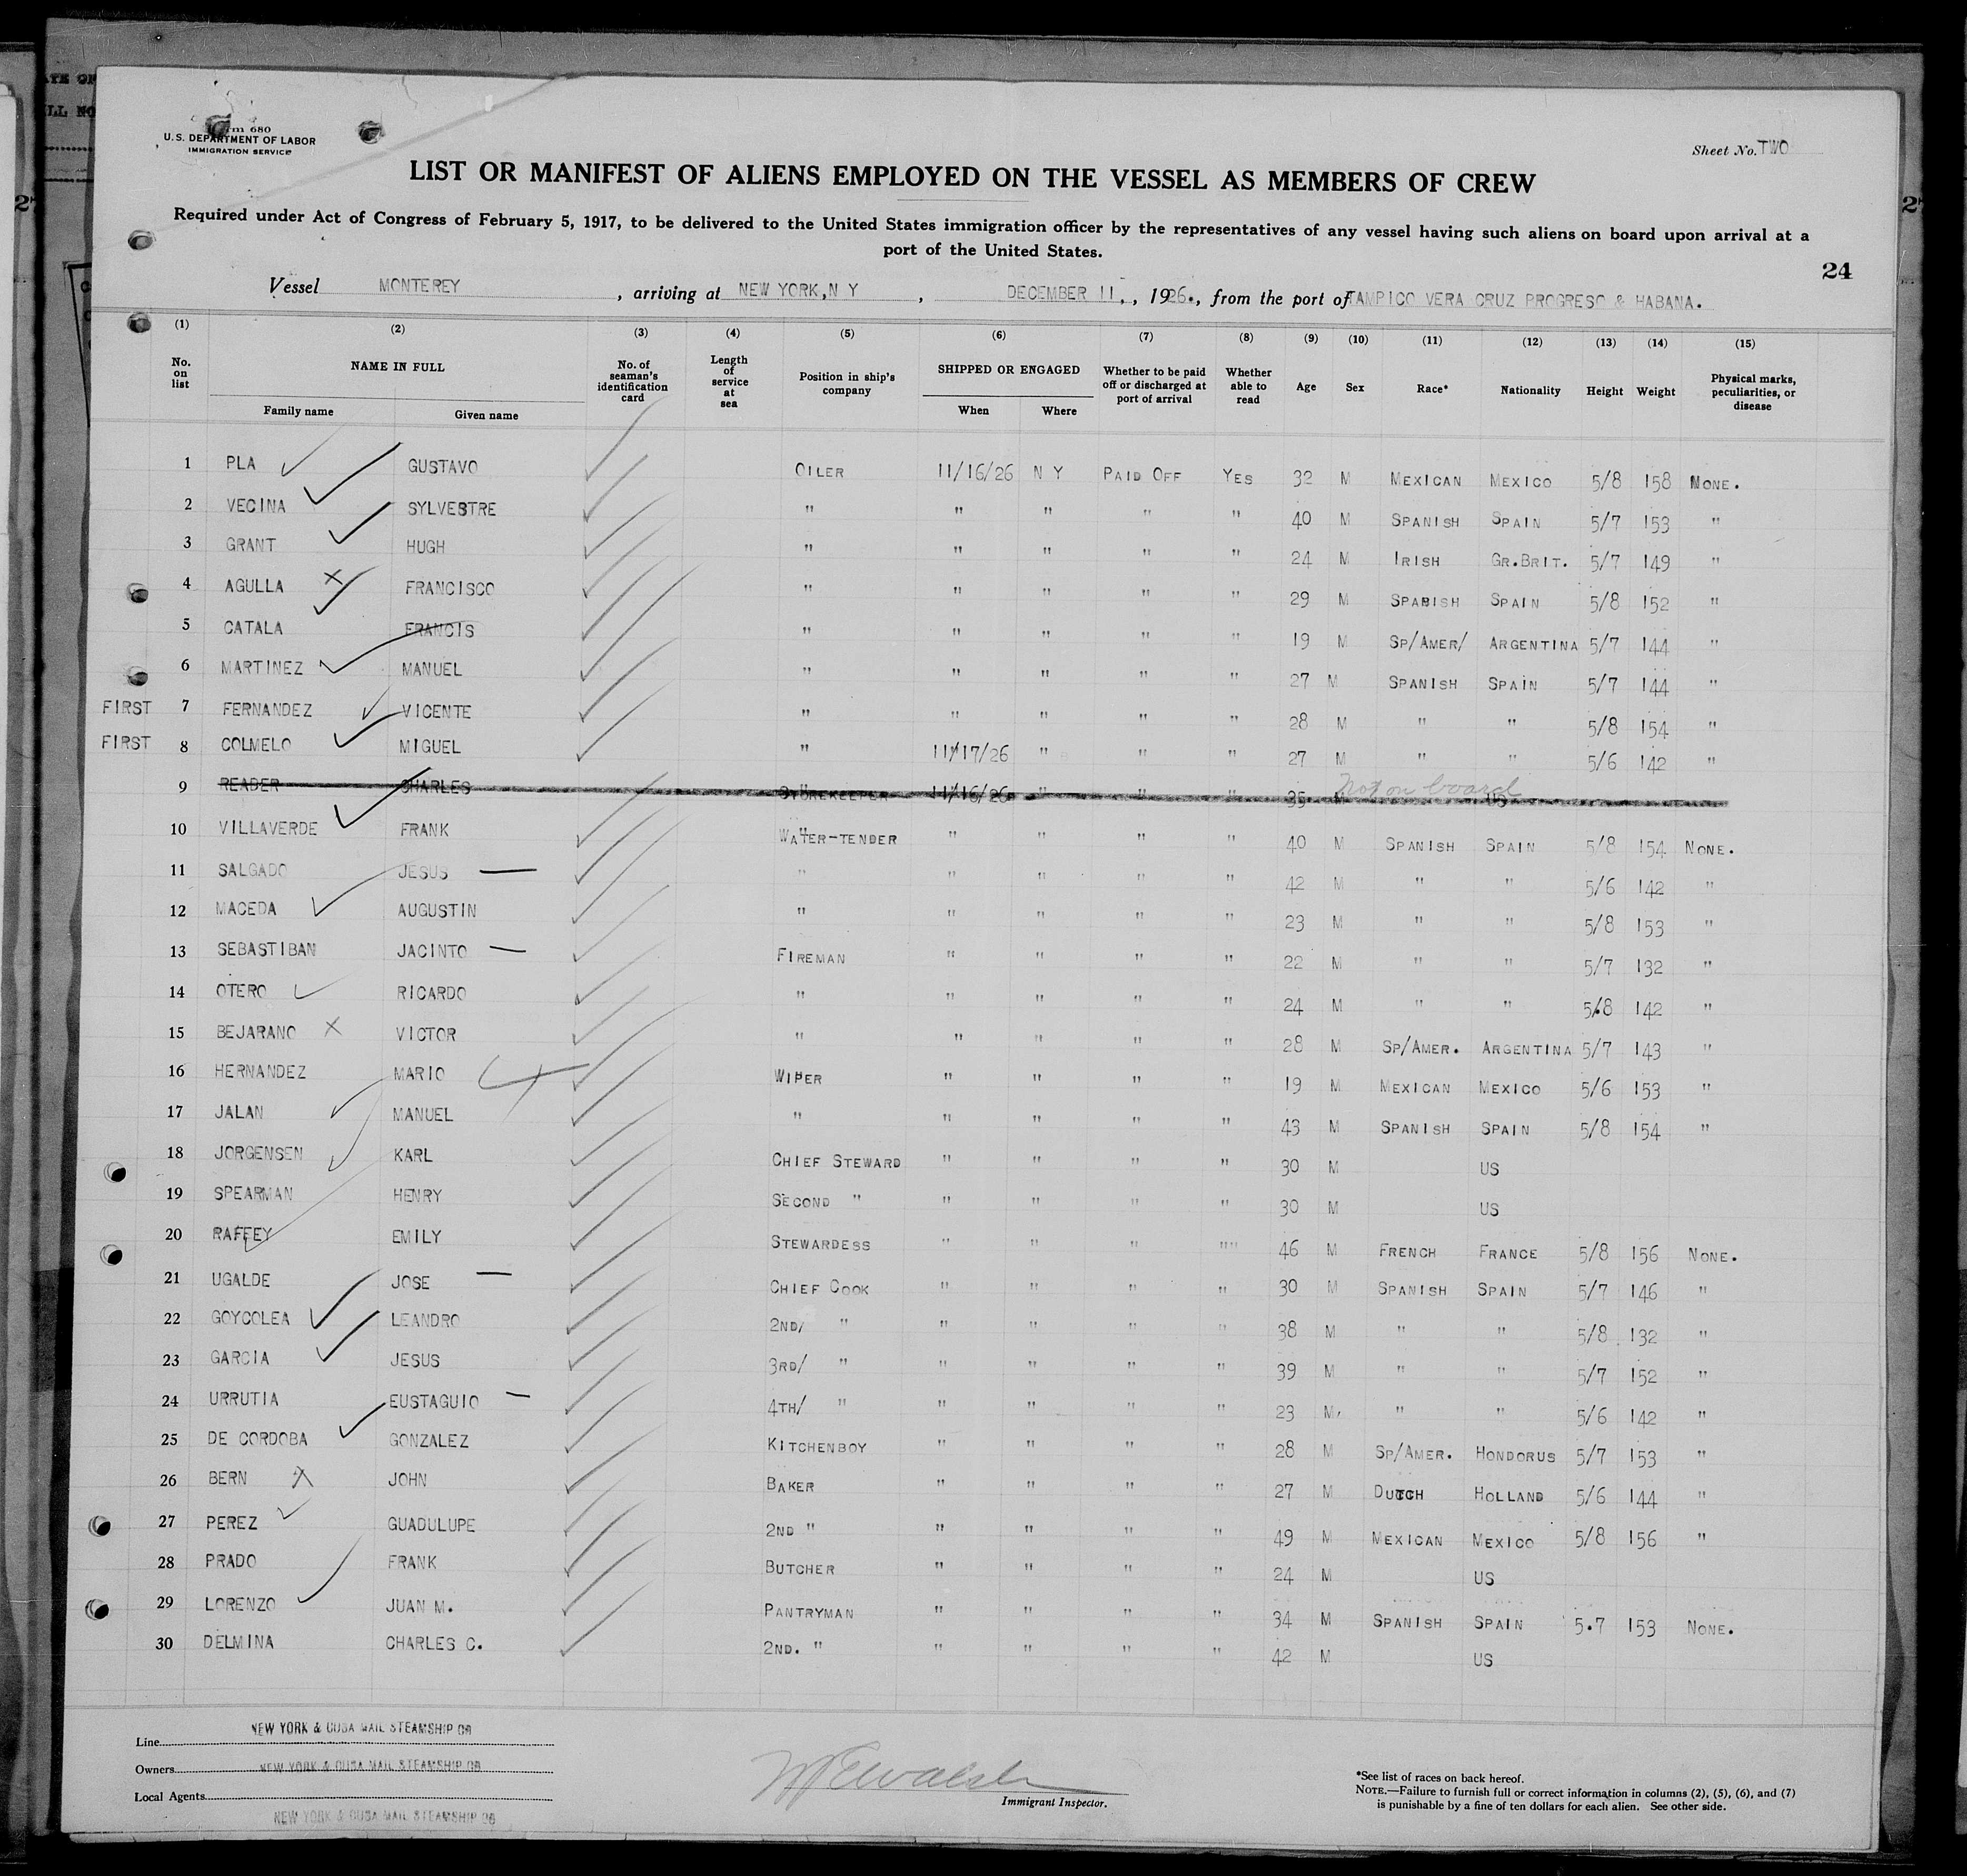 Form 680
U. S. DEPARTMENT OF LABOR
IMMIGRATION SERVICE
Sheet No. TWO
LIST OR MANIFEST OF ALIENS EMPLOYED ON THE VESSEL AS MEMBERS OF CREW
Required under Act of Congress of February 5, 1917, to be delivered to the United States immigration officer by the representatives of any vessel having such aliens on board upon arrival at a
port of the United States.
24
Vessel MONTEREY, arriving at NEW YORK, N Y, DECEMBER 11., 1926., from the port of TAMPICO VERA CRUZ PROGRESO & HABANA.
(1) (2) (3) (4) (5) (6) (7) (8) (9) (10) (11) (12) (13) (14) (15)
No. on list NAME IN FULL Family name Given name No. of seaman's identification card Length of service at sea Position in ship's company SHIPPED OR ENGAGED When Where Whether to be paid off or discharged at port of arrival Whether able to read Age Sex Race* Nationality Height Weight Physical marks, peculiarities, or disease
1 PLA GUSTAVO OILER 11/16/26 N Y PAID OFF YES 32 M MEXICAN MEXICO 5/8 158 NONE.
2 VECINA SYLVESTRE " " " " " 40 M SPANISH SPAIN 5/7 153 "
3 GRANT HUGH " " " " " 24 M IRISH GR.BRIT. 5/7 149 "
4 AGULLA FRANCISCO " " " " " 29 M SPANISH SPAIN 5/8 152 "
5 CATALA FRANCIS " " " " " 19 M SP/AMER/ ARGENTINA 5/7 144 "
6 MARTINEZ MANUEL " " " " " 27 M SPANISH SPAIN 5/7 144 "
FIRST 7 FERNANDEZ VICENTE " " " " " 28 M " " 5/8 154 "
FIRST 8 COLMELO MIGUEL " 11/17/26 " " " 27 M " " 5/6 142 "
9 READER CHARLES STOREKEEPER 11/16/26 " " " 35 M Not on board US
10 VILLAVERDE FRANK WATER-TENDER " " " " 40 M SPANISH SPAIN 5/8 154 NONE.
11 SALGADO JESUS " " " " " 42 M " " 5/6 142 "
12 MACEDA AUGUSTIN " " " " " 23 M " " 5/8 153 "
13 SEBASTIBAN JACINTO FIREMAN " " " " 22 M " " 5/7 132 "
14 OTERO RICARDO " " " " " 24 M " " 5/8 142 "
15 BEJARANO VICTOR " " " " " 28 M SP/AMER. ARGENTINA 5/7 143 "
16 HERNANDEZ MARIO WIPER " " " " 19 M MEXICAN MEXICO 5/6 153 "
17 JALAN MANUEL " " " " " 43 M SPANISH SPAIN 5/8 154 "
18 JORGENSEN KARL CHIEF STEWARD " " " " 30 M US
19 SPEARMAN HENRY SECOND " " " " " 30 M US
20 RAFFEY EMILY STEWARDESS " " " "" 46 M FRENCH FRANCE 5/8 156 NONE.
21 UGALDE JOSE CHIEF COOK " " " " 30 M SPANISH SPAIN 5/7 146 "
22 GOYCOLEA LEANDRO 2ND/ " " " " " 38 M " " 5/8 132 "
23 GARCIA JESUS 3RD/ " " " " " 39 M " " 5/7 152 "
24 URRUTIA EUSTAGUIO 4TH/ " " " " " 23 M " " 5/6 142 "
25 DE CORDOBA GONZALEZ KITCHENBOY " " " " 28 M SP/AMER. HONDORUS 5/7 153 "
26 BERN JOHN BAKER " " " " 27 M DUTCH HOLLAND 5/6 144 "
27 PEREZ GUADULUPE 2ND " " " " " 49 M MEXICAN MEXICO 5/8 156 "
28 PRADO FRANK BUTCHER " " " " 24 M US
29 LORENZO JUAN M. PANTRYMAN " " " " 34 M SPANISH SPAIN 5.7 153 NONE.
30 DELMINA CHARLES C. 2ND. " " " " " 42 M US
Line NEW YORK & CUBA MAIL STEAMSHIP CO
Owners NEW YORK & CUBA MAIL STEAMSHIP CO
Local Agents NEW YORK & CUBA MAIL STEAMSHIP CO
Immigrant Inspector.
*See list of races on back hereof.
NOTE.—Failure to furnish full or correct information in columns (2), (5), (6), and (7)
is punishable by a fine of ten dollars for each alien. See other side.